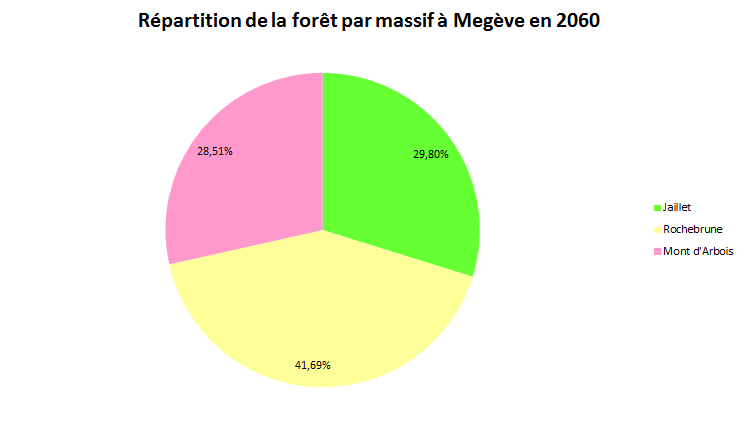 Répartition de la forêt par massif à Megève en 2060
28,51%
29,80%
41,69%
Jaillet
Rochebrune
Mont d'Arbois